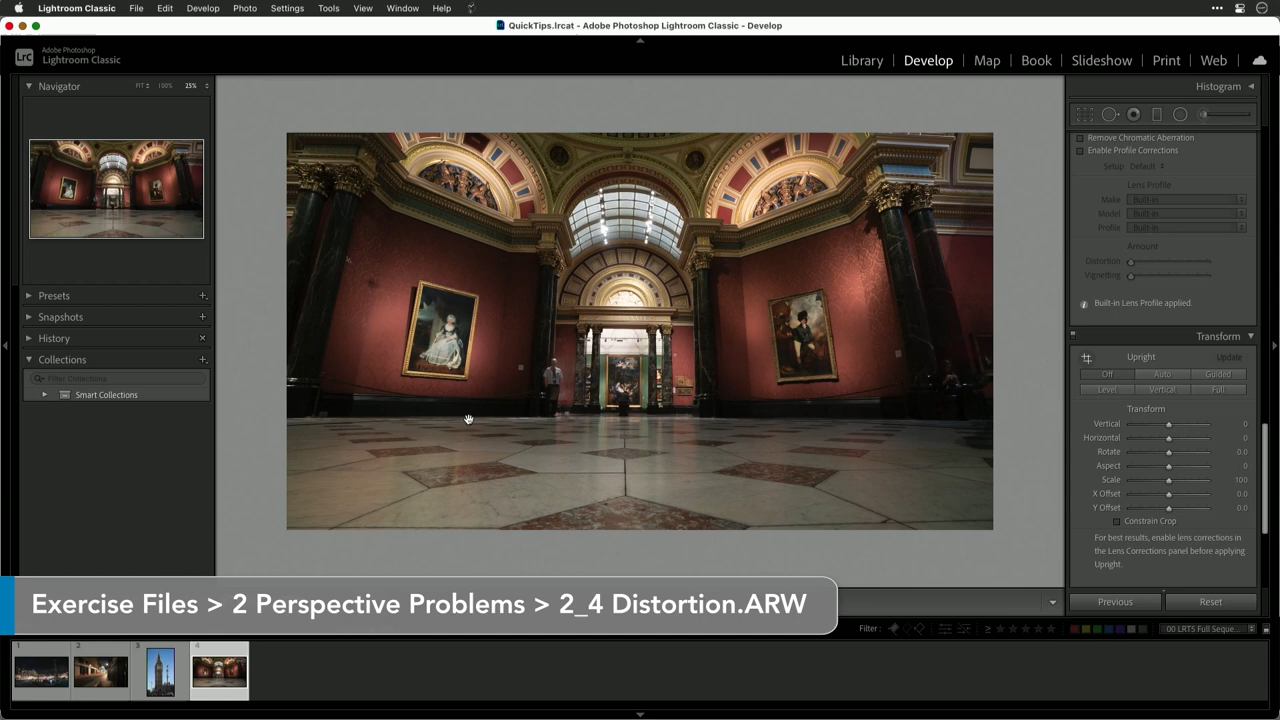 Lightroom Classic File Edit Develop Photo Settings Tools View Window Help
QuickTips.lrcat - Adobe Photoshop Lightroom Classic - Develop
Lrc
Adobe Photoshop
Lightroom Classic
Library | Develop | Map | Book | Slideshow | Print | Web
Navigator FIT 100% 25%
Presets
Snapshots
History
Collections
Filter Collections
Smart Collections
Histogram
Remove Chromatic Aberration
Enable Profile Corrections
Setup Default
Lens Profile
Make Built-in
Model Built-in
Profile Built-in
Amount
Distortion
Vignetting
Built-in Lens Profile applied.
Transform
Upright Update
Off Auto Guided
Level Vertical Full
Transform
Vertical 0
Horizontal 0
Rotate 0.0
Aspect 0
Scale 100
X Offset 0.0
Y Offset 0.0
Constrain Crop
For best results, enable lens corrections in
the Lens Corrections panel before applying
Upright.
Previous Reset
Exercise Files > 2 Perspective Problems > 2_4 Distortion.ARW
Filter : 00 LRT5 Full Seque...
1 2 3 4